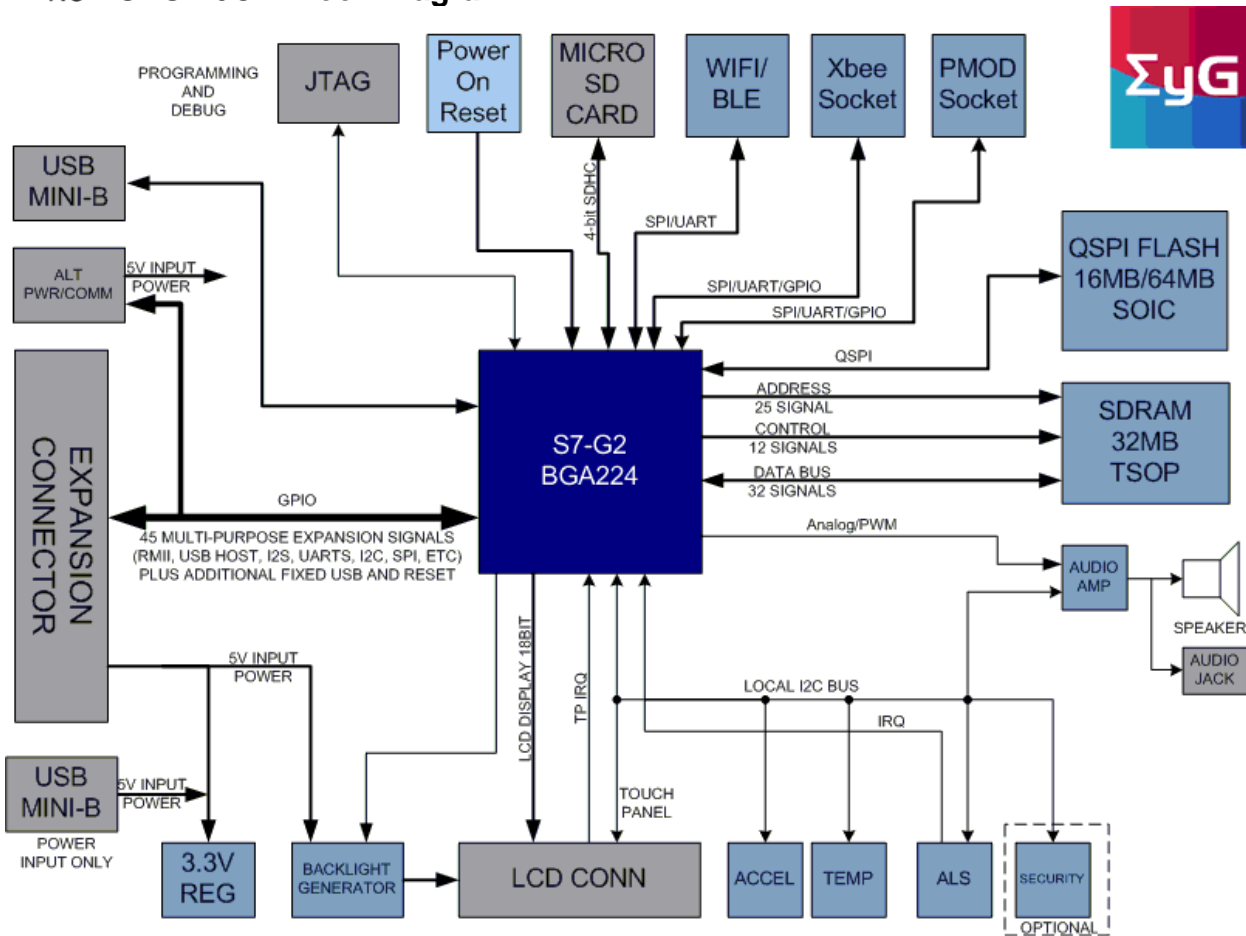 PROGRAMMING
AND
DEBUG
JTAG
Power
On
Reset
MICRO
SD
CARD
WIFI/
BLE
Xbee
Socket
PMOD
Socket
ΣyG
USB
MINI-B
4-bit SDHC
SPI/UART
ALT
PWR/COMM
5V INPUT
POWER
SPI/UART/GPIO
SPI/UART/GPIO
QSPI FLASH
16MB/64MB
SOIC
QSPI
EXPANSION
CONNECTOR
S7-G2
BGA224
ADDRESS
25 SIGNAL
CONTROL
12 SIGNALS
DATA BUS
32 SIGNALS
SDRAM
32MB
TSOP
GPIO
45 MULTI-PURPOSE EXPANSION SIGNALS
(RMII, USB HOST, I2S, UARTS, I2C, SPI, ETC)
PLUS ADDITIONAL FIXED USB AND RESET
Analog/PWM
AUDIO
AMP
SPEAKER
AUDIO
JACK
5V INPUT
POWER
LCD DISPLAY 18BIT
TP IRQ
LOCAL I2C BUS
IRQ
USB
MINI-B
5V INPUT
POWER
POWER
INPUT ONLY
TOUCH
PANEL
3.3V
REG
BACKLIGHT
GENERATOR
LCD CONN
ACCEL
TEMP
ALS
SECURITY
OPTIONAL